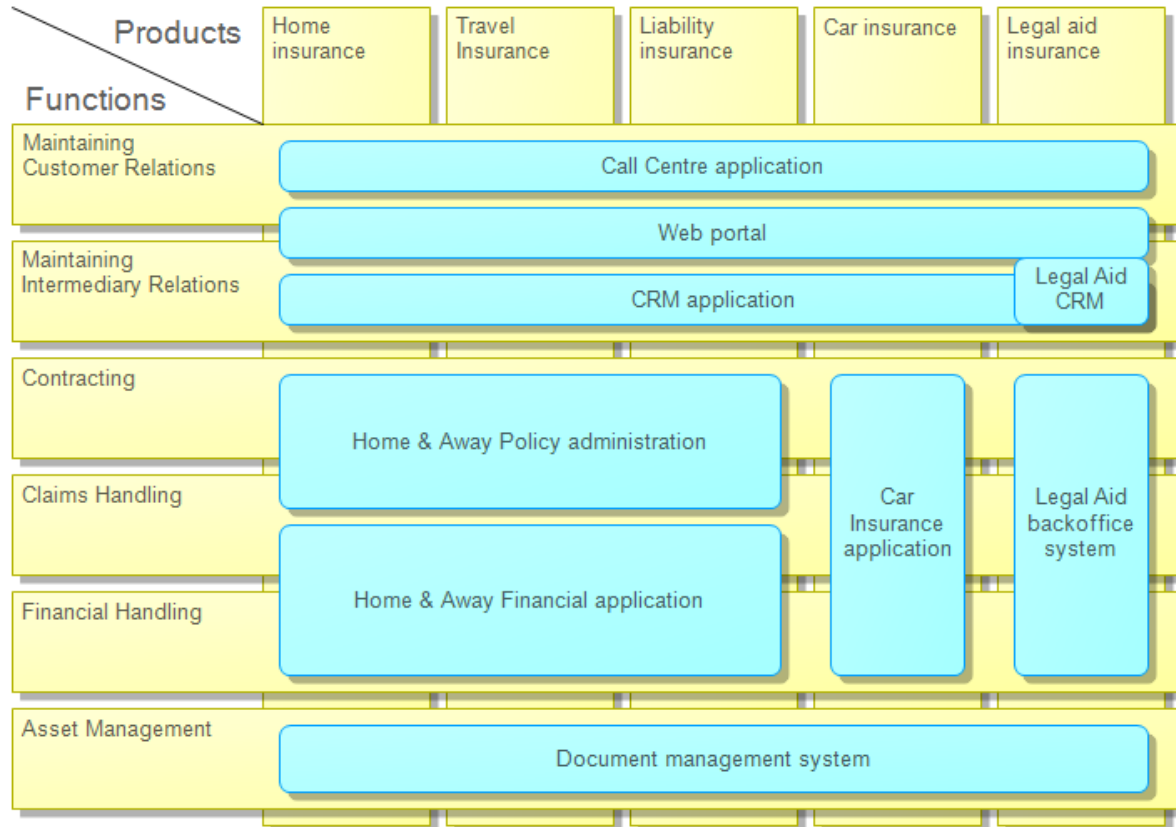 Products
Functions
Home
insurance
Travel
Insurance
Liability
insurance
Car insurance
Legal aid
insurance
Maintaining
Customer Relations
Call Centre application
Web portal
Maintaining
Intermediary Relations
CRM application
Legal Aid
CRM
Contracting
Home & Away Policy administration
Claims Handling
Car
Insurance
application
Legal Aid
backoffice
system
Home & Away Financial application
Financial Handling
Asset Management
Document management system